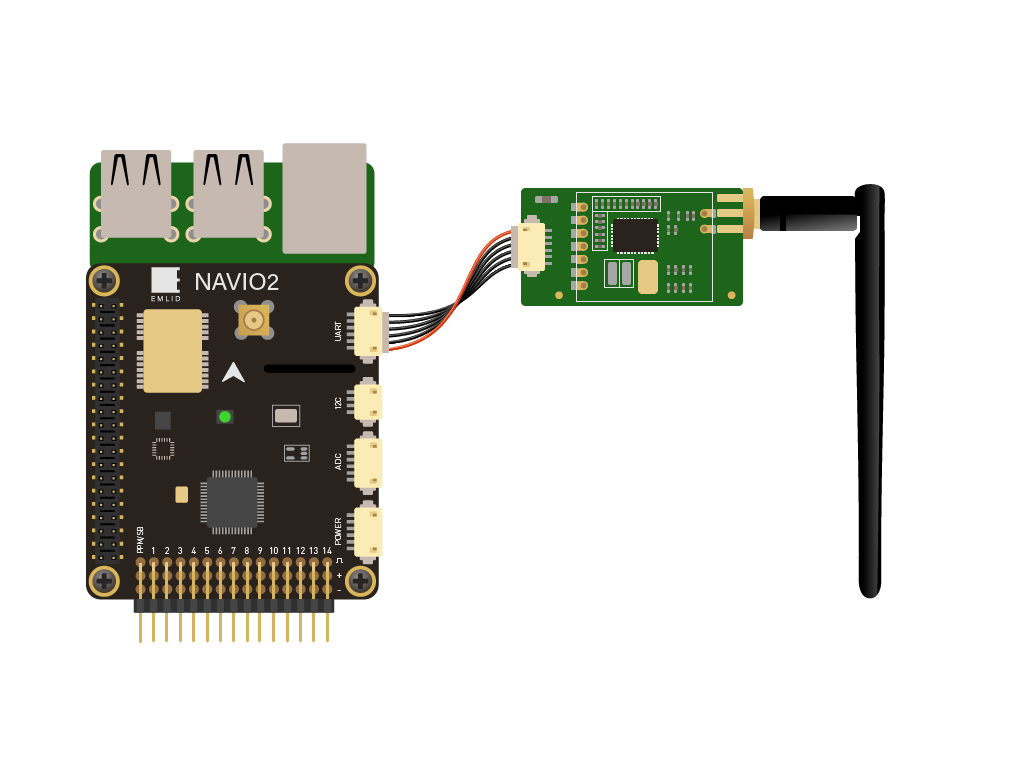 NAVIO2
EMLID
UART
I2C
ADC
POWER
PPM/SB
1 2 3 4 5 6 7 8 9 10 11 12 13 14
+
-